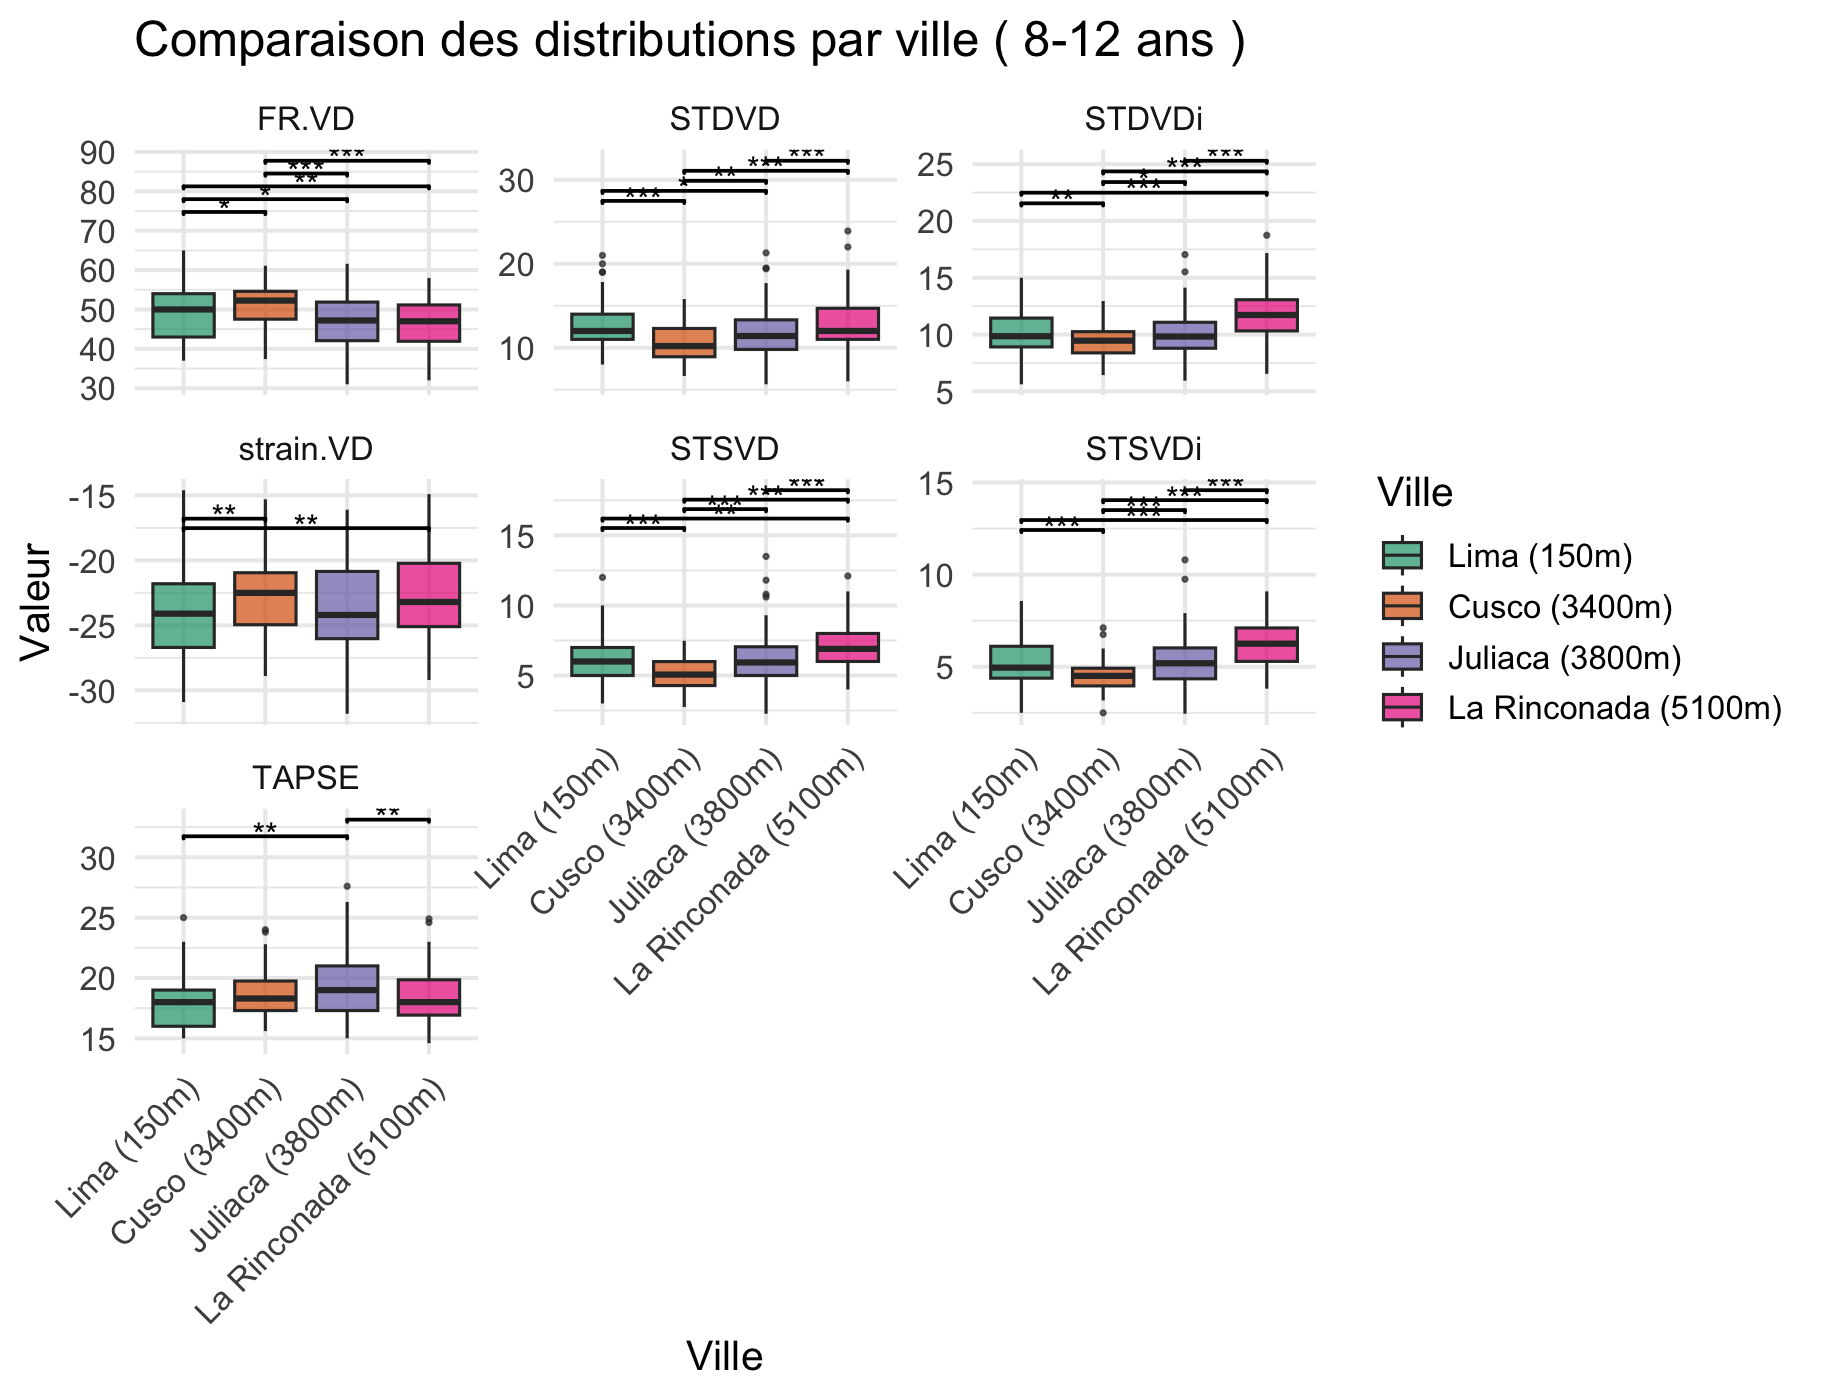 Comparaison des distributions par ville ( 8-12 ans )
FR.VD
STDVD
STDVDi
90
80
70
60
50
40
30
***
***
**
*
*
30
20
10
***
***
**
*
***
25
20
15
10
5
***
***
*
***
**
strain.VD
STSVD
STSVDi
Valeur
-15
-20
-25
-30
**
**
15
10
5
***
***
***
**
***
15
10
5
***
***
***
***
***
Ville
Lima (150m)
Cusco (3400m)
Juliaca (3800m)
La Rinconada (5100m)
TAPSE
30
25
20
15
**
**
Lima (150m)
Cusco (3400m)
Juliaca (3800m)
La Rinconada (5100m)
Lima (150m)
Cusco (3400m)
Juliaca (3800m)
La Rinconada (5100m)
Lima (150m)
Cusco (3400m)
Juliaca (3800m)
La Rinconada (5100m)
Ville